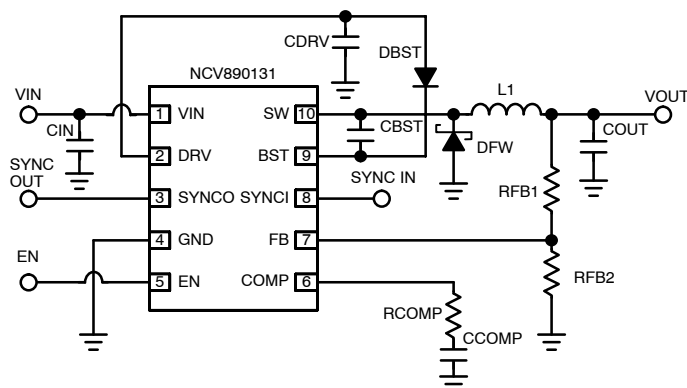 CDRV
DBST
NCV890131
VIN
L1
VOUT
1 VIN
SW 10
CIN
CBST
COUT
2 DRV
BST 9
DFW
SYNC
OUT
SYNC IN
3 SYNCO
SYNCI 8
RFB1
4 GND
FB 7
EN
5 EN
COMP 6
RFB2
RCOMP
CCOMP